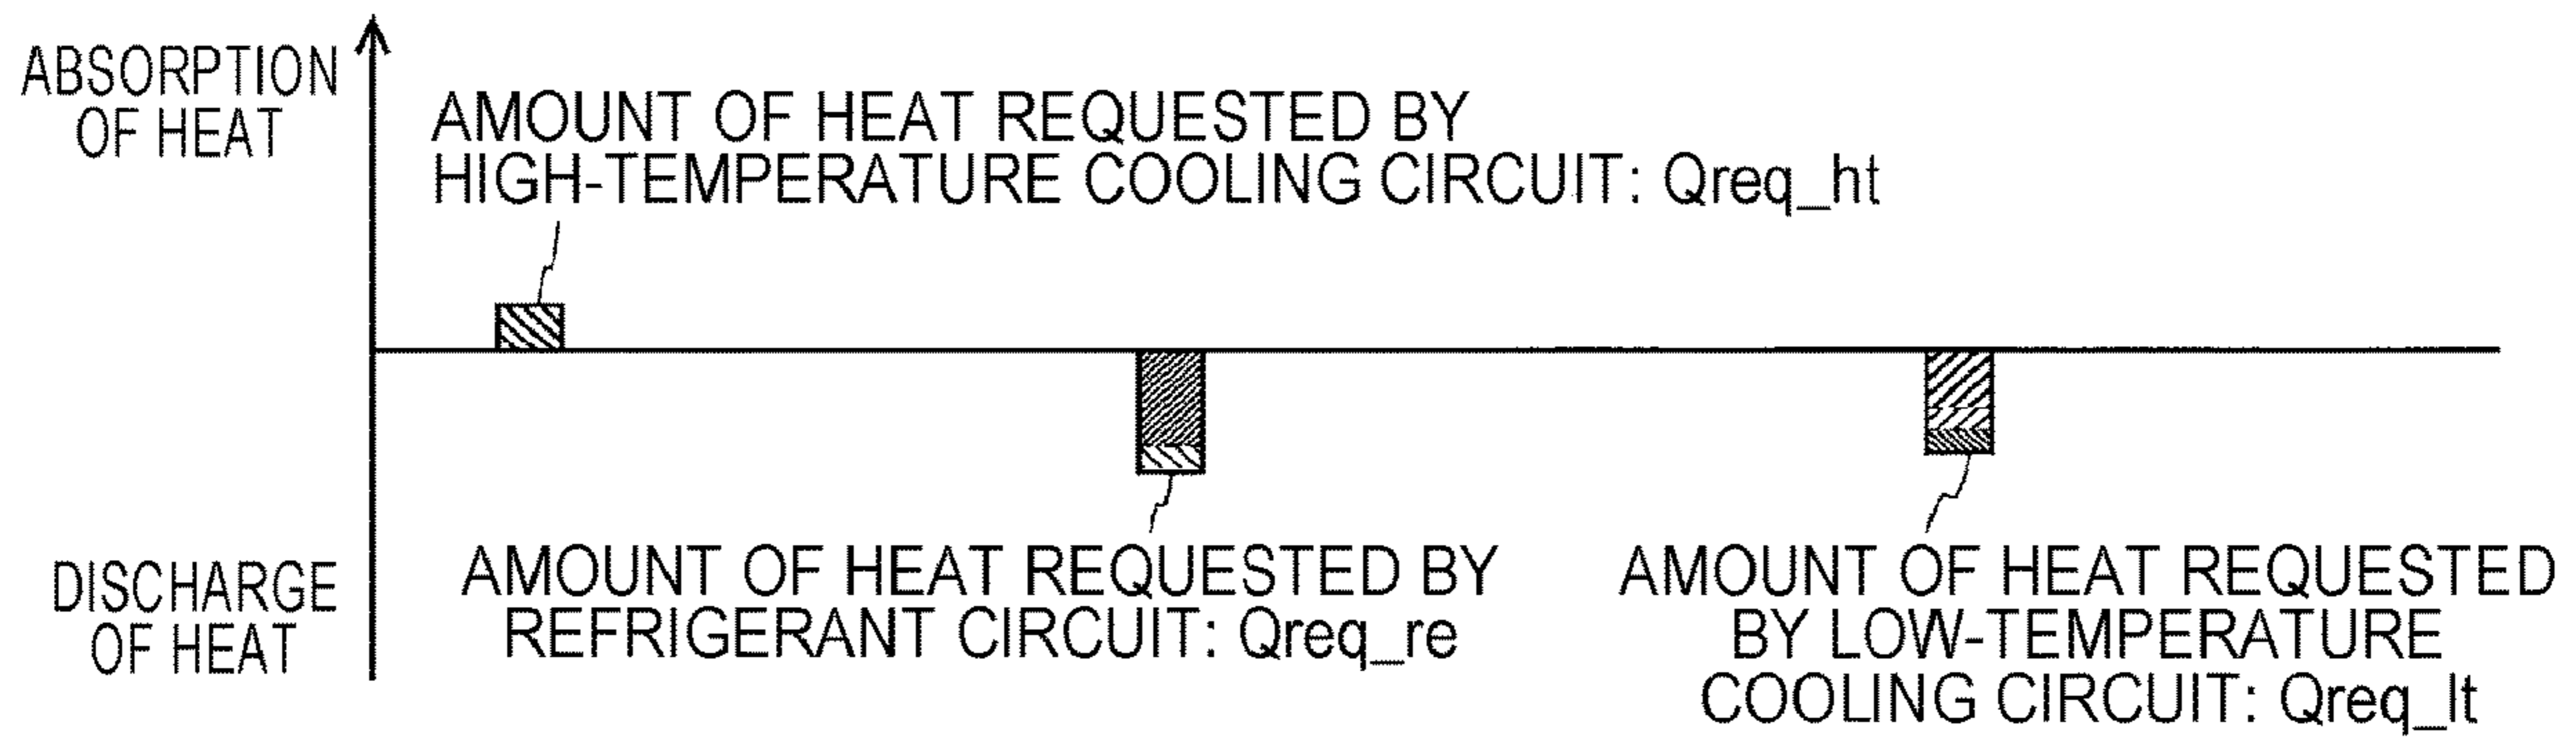 ABSORPTION
OF HEAT
AMOUNT OF HEAT REQUESTED BY
HIGH-TEMPERATURE COOLING CIRCUIT: Qreq_ht
DISCHARGE
OF HEAT
AMOUNT OF HEAT REQUESTED BY
REFRIGERANT CIRCUIT: Qreq_re
AMOUNT OF HEAT REQUESTED
BY LOW-TEMPERATURE
COOLING CIRCUIT: Qreq_lt